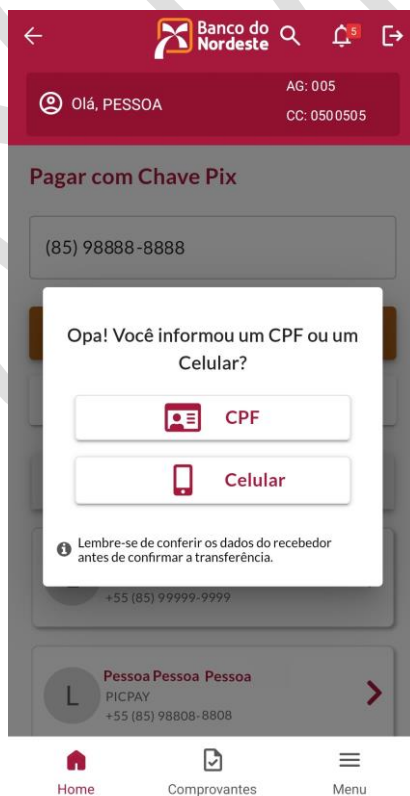 Banco do
Nordeste
5
Olá, PESSOA
AG: 005
CC: 0500505
Pagar com Chave Pix
(85) 98888-8888
Opa! Você informou um CPF ou um
Celular?
CPF
Celular
Lembre-se de conferir os dados do recebedor
antes de confirmar a transferência.
+55 (85) 99999-9999
Pessoa Pessoa Pessoa
L
PICPAY
+55 (85) 98808-8808
Home
Comprovantes
Menu